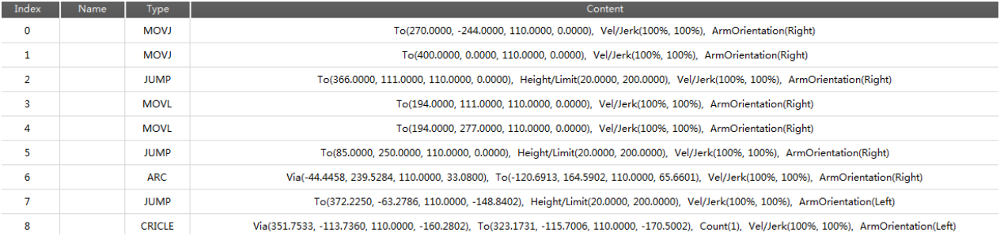 Index Name Type Content
0 MOVJ To(270.0000, -244.0000, 110.0000, 0.0000), Vel/Jerk(100%, 100%), ArmOrientation(Right)
1 MOVJ To(400.0000, 0.0000, 110.0000, 0.0000), Vel/Jerk(100%, 100%), ArmOrientation(Right)
2 JUMP To(366.0000, 111.0000, 110.0000, 0.0000), Height/Limit(20.0000, 200.0000), Vel/Jerk(100%, 100%), ArmOrientation(Right)
3 MOVL To(194.0000, 111.0000, 110.0000, 0.0000), Vel/Jerk(100%, 100%), ArmOrientation(Right)
4 MOVL To(194.0000, 277.0000, 110.0000, 0.0000), Vel/Jerk(100%, 100%), ArmOrientation(Right)
5 JUMP To(85.0000, 250.0000, 110.0000, 0.0000), Height/Limit(20.0000, 200.0000), Vel/Jerk(100%, 100%), ArmOrientation(Right)
6 ARC Via(-44.4458, 239.5284, 110.0000, 33.0800), To(-120.6913, 164.5902, 110.0000, 65.6601), Vel/Jerk(100%, 100%), ArmOrientation(Right)
7 JUMP To(372.2250, -63.2786, 110.0000, -148.8402), Height/Limit(20.0000, 200.0000), Vel/Jerk(100%, 100%), ArmOrientation(Left)
8 CRICLE Via(351.7533, -113.7360, 110.0000, -160.2802), To(323.1731, -115.7006, 110.0000, -170.5002), Count(1), Vel/Jerk(100%, 100%), ArmOrientation(Left)